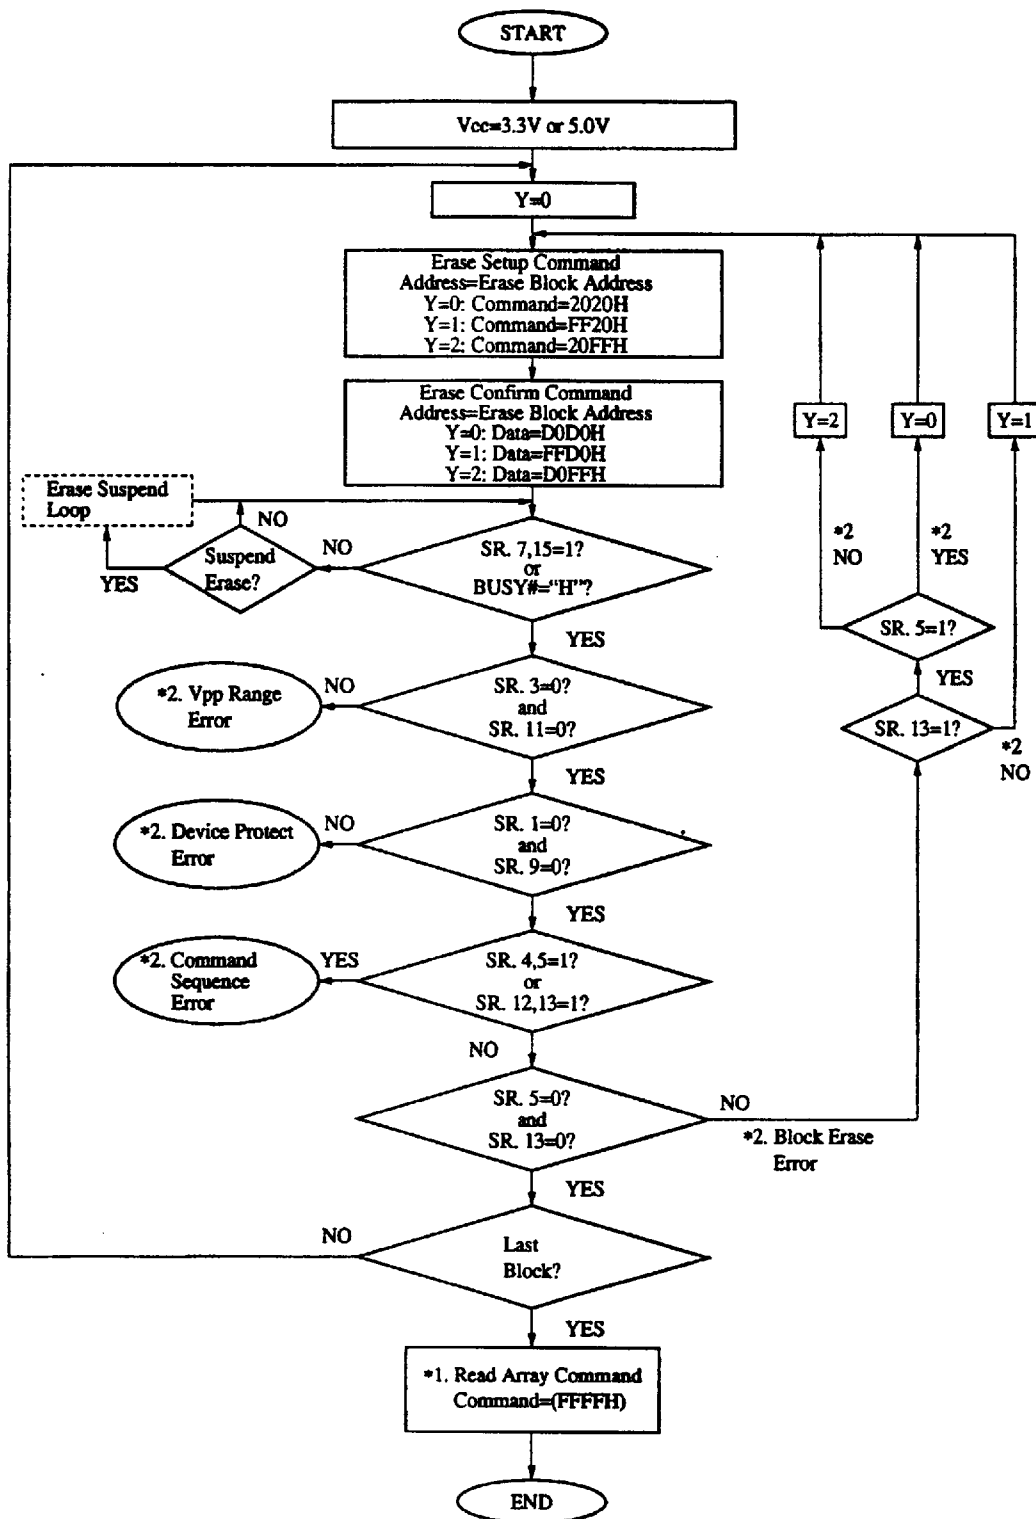 START
Vcc=3.3V or 5.0V
Y=0
Erase Setup Command
Address=Erase Block Address
Y=0: Command=2020H
Y=1: Command=FF20H
Y=2: Command=20FFH
Erase Confirm Command
Address=Erase Block Address
Y=0: Data=D0D0H
Y=1: Data=FFD0H
Y=2: Data=D0FFH
Y=2
Y=0
Y=1
Erase Suspend
Loop
NO
YES
Suspend
Erase?
NO
SR. 7,15=1?
or
BUSY#="H"?
YES
*2
NO
*2
YES
SR. 5=1?
YES
SR. 13=1?
*2
NO
*2. Vpp Range
Error
NO
SR. 3=0?
and
SR. 11=0?
YES
*2. Device Protect
Error
NO
SR. 1=0?
and
SR. 9=0?
YES
*2. Command
Sequence
Error
YES
SR. 4,5=1?
or
SR. 12,13=1?
NO
SR. 5=0?
and
SR. 13=0?
NO
*2. Block Erase
Error
YES
NO
Last
Block?
YES
*1. Read Array Command
Command=(FFFFH)
END